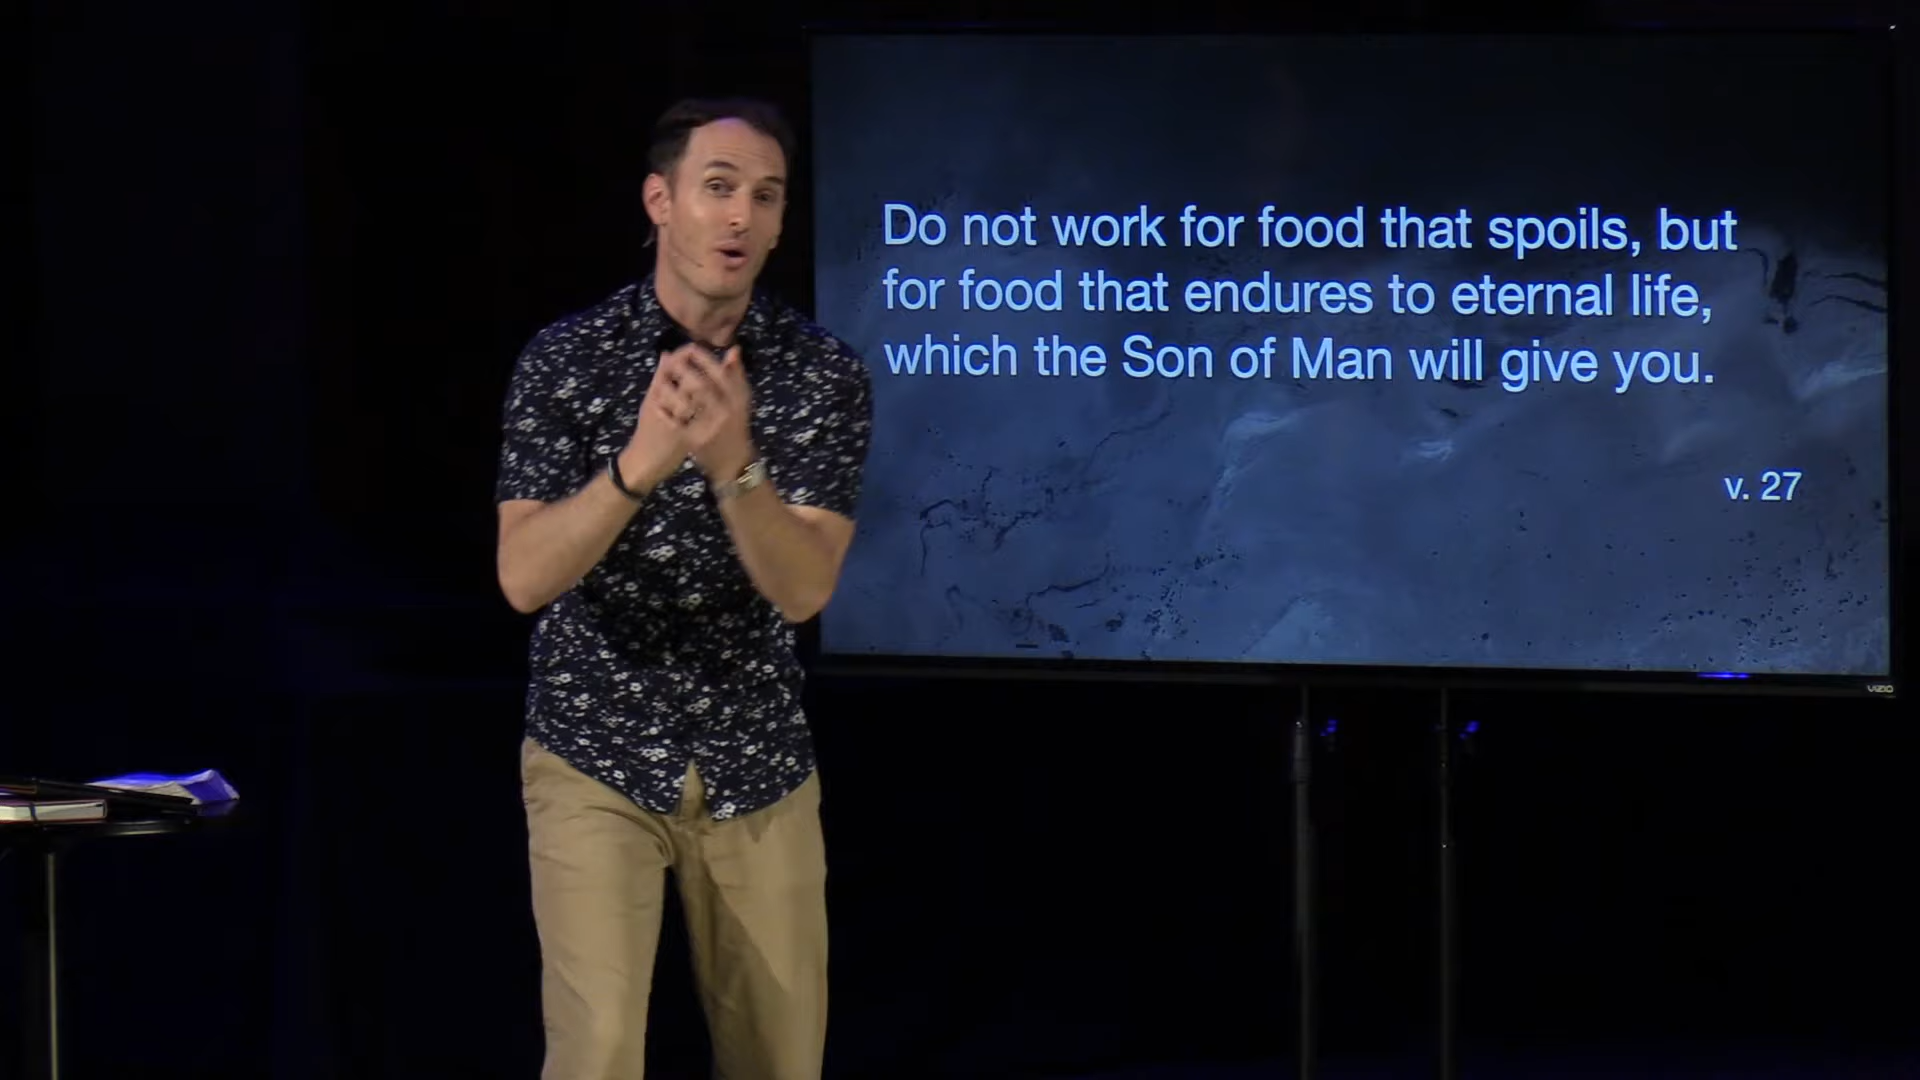 Do not work for food that spoils, but
for food that endures to eternal life,
which the Son of Man will give you.
v. 27
VIZIO